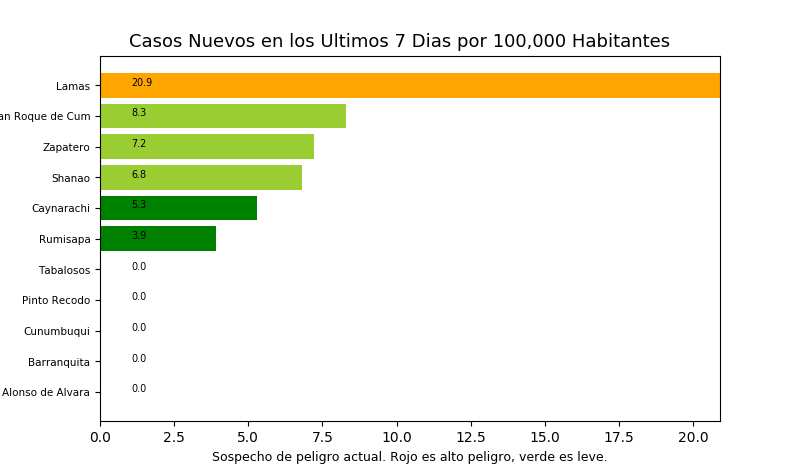 Casos Nuevos en los Ultimos 7 Dias por 100,000 Habitantes
Lamas 20.9
an Roque de Cum 8.3
Zapatero 7.2
Shanao 6.8
Caynarachi 5.3
Rumisapa 3.9
Tabalosos 0.0
Pinto Recodo 0.0
Cunumbuqui 0.0
Barranquita 0.0
Alonso de Alvara 0.0
0.0 2.5 5.0 7.5 10.0 12.5 15.0 17.5 20.0
Sospecho de peligro actual. Rojo es alto peligro, verde es leve.